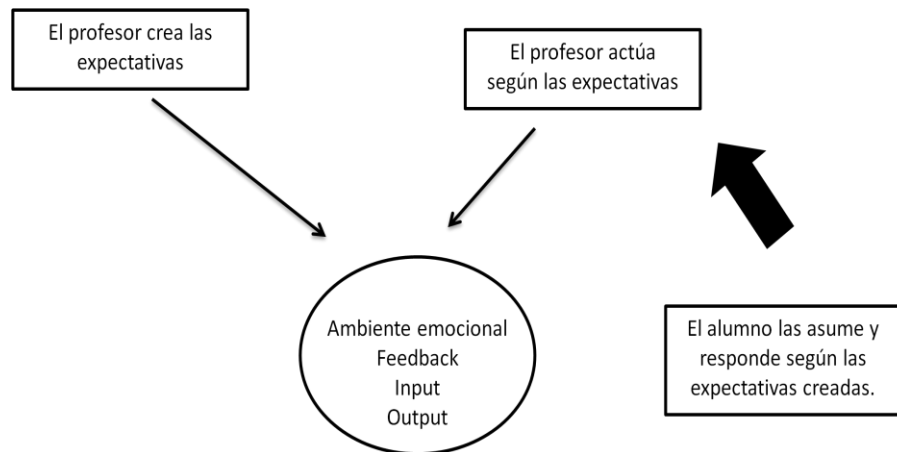 El profesor crea las
expectativas
El profesor actúa
según las expectativas
Ambiente emocional
Feedback
Input
Output
El alumno las asume y
responde según las
expectativas creadas.